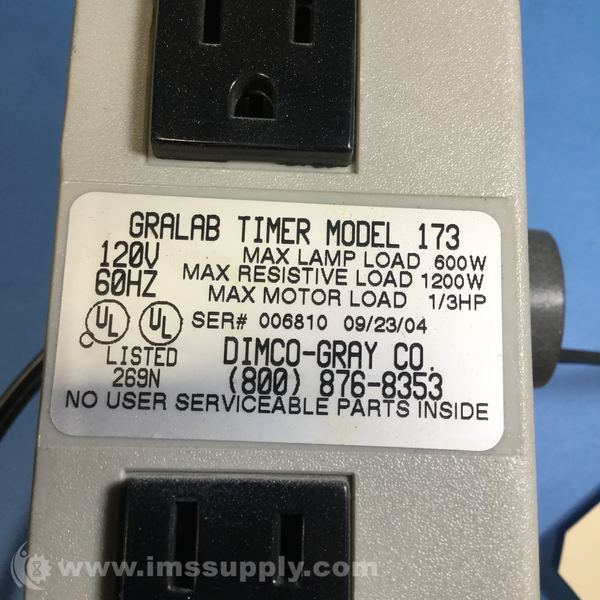 GRALAB TIMER MODEL 173
120V MAX LAMP LOAD 600W
60HZ MAX RESISTIVE LOAD 1200W
MAX MOTOR LOAD 1/3HP
UL UL SER# 006810 09/23/04
LISTED DIMCO-GRAY CO.
269N (800) 876-8353
NO USER SERVICEABLE PARTS INSIDE
www.imssupply.com